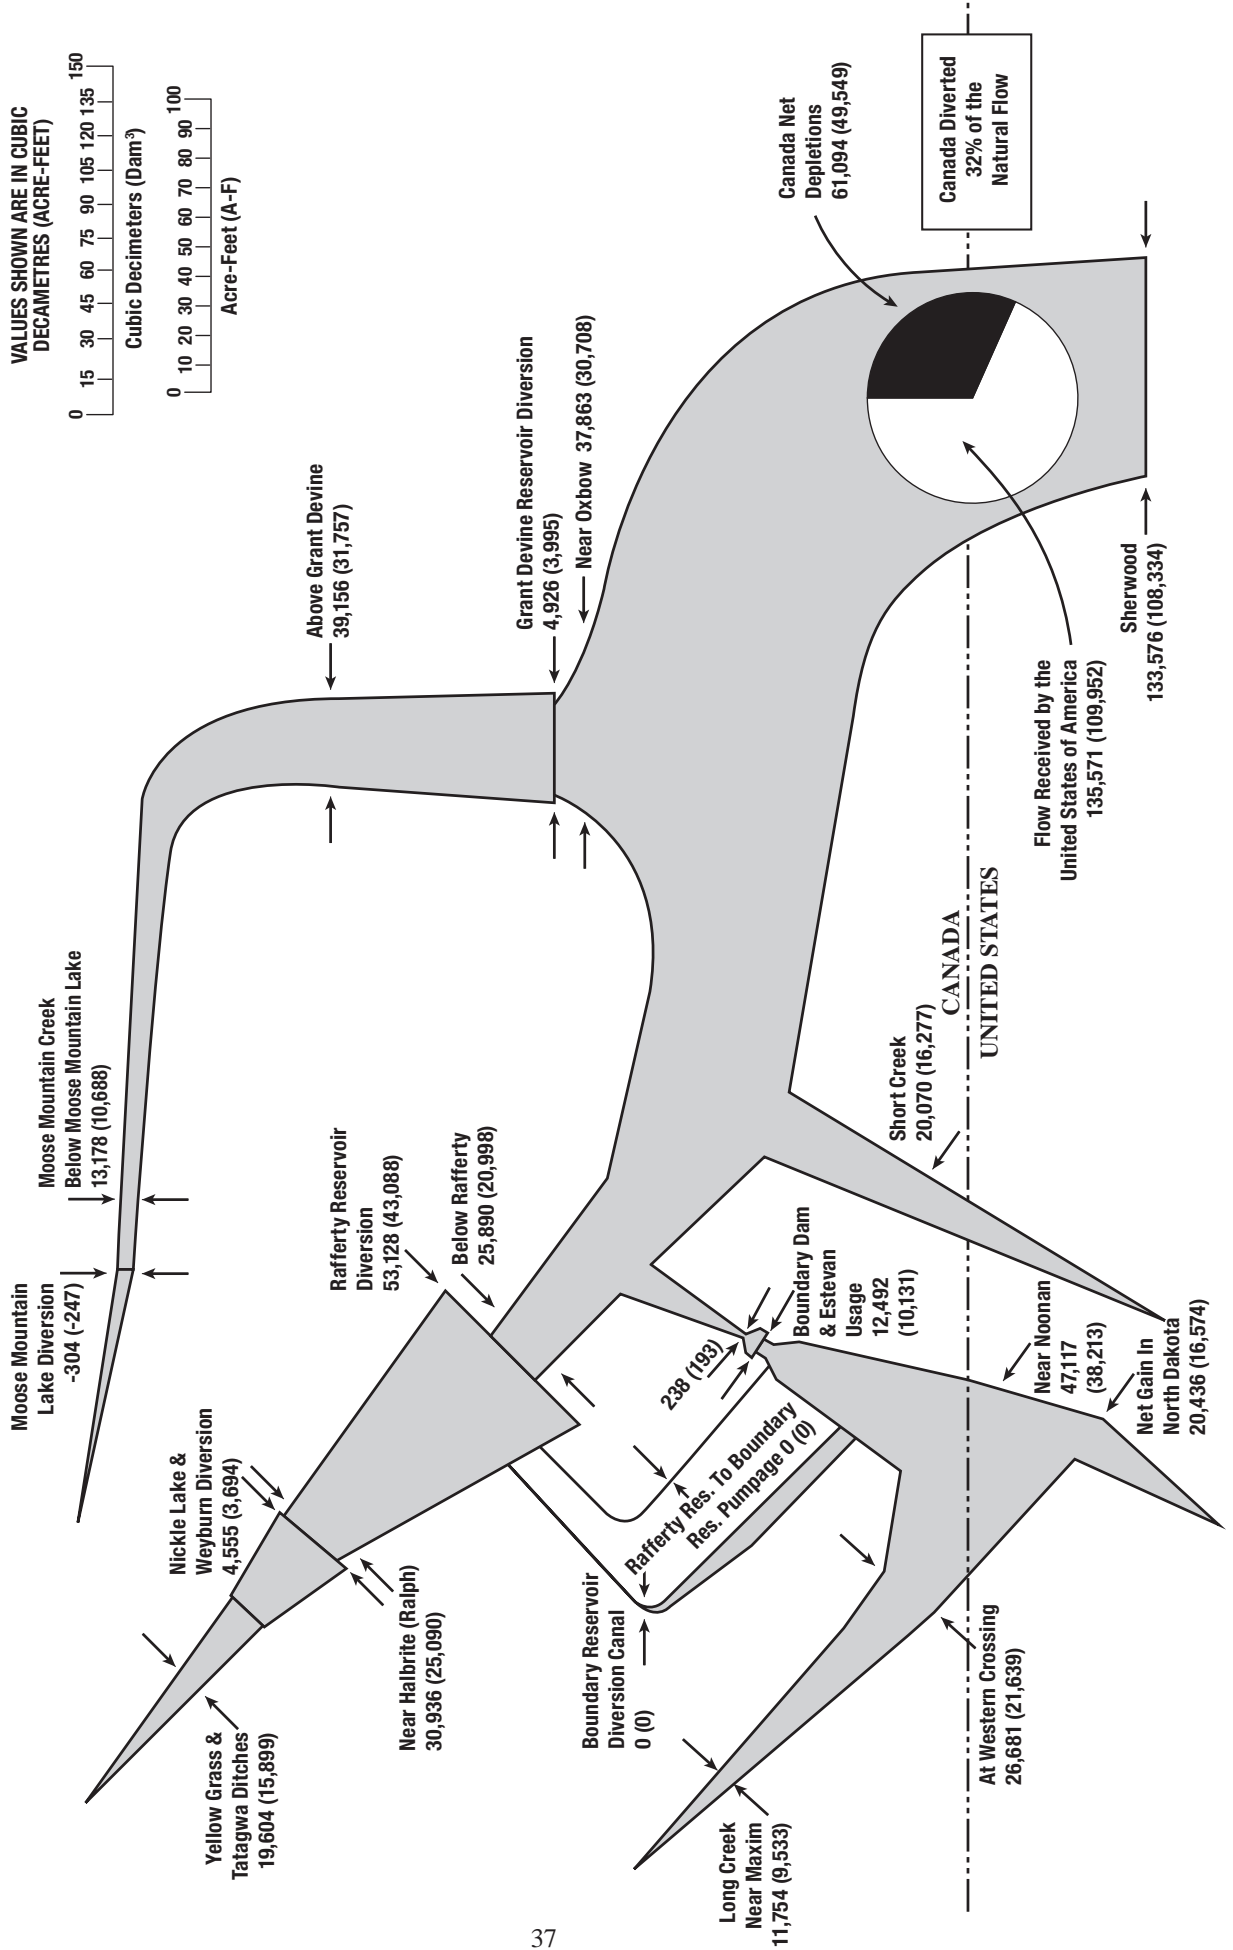 VALUES SHOWN ARE IN CUBIC
DECAMETRES (ACRE-FEET)
0 15 30 45 60 75 90 105 120 135 150
Cubic Decimeters (Dam³)
0 10 20 30 40 50 60 70 80 90 100
Acre-Feet (A-F)
Moose Mountain
Lake Diversion
-304 (-247)
Moose Mountain Creek
Below Moose Mountain Lake
13,178 (10,688)
Above Grant Devine
39,156 (31,757)
Grant Devine Reservoir Diversion
4,926 (3,995)
Near Oxbow 37,863 (30,708)
Yellow Grass &
Tatagwa Ditches
19,604 (15,899)
Nickle Lake &
Weyburn Diversion
4,555 (3,694)
Near Halbrite (Ralph)
30,936 (25,090)
Rafferty Reservoir
Diversion
53,128 (43,088)
Below Rafferty
25,890 (20,998)
Boundary Reservoir
Diversion Canal
0 (0)
Rafferty Res. To Boundary
Res. Pumpage 0 (0)
238 (193)
Boundary Dam
& Estevan
Usage
12,492
(10,131)
Long Creek
Near Maxim
11,754 (9,533)
At Western Crossing
26,681 (21,639)
Near Noonan
47,117
(38,213)
Net Gain In
North Dakota
20,436 (16,574)
Short Creek
20,070 (16,277)
CANADA
UNITED STATES
Canada Net
Depletions
61,094 (49,549)
Canada Diverted
32% of the
Natural Flow
Flow Received by the
United States of America
135,571 (109,952)
Sherwood
133,576 (108,334)
37